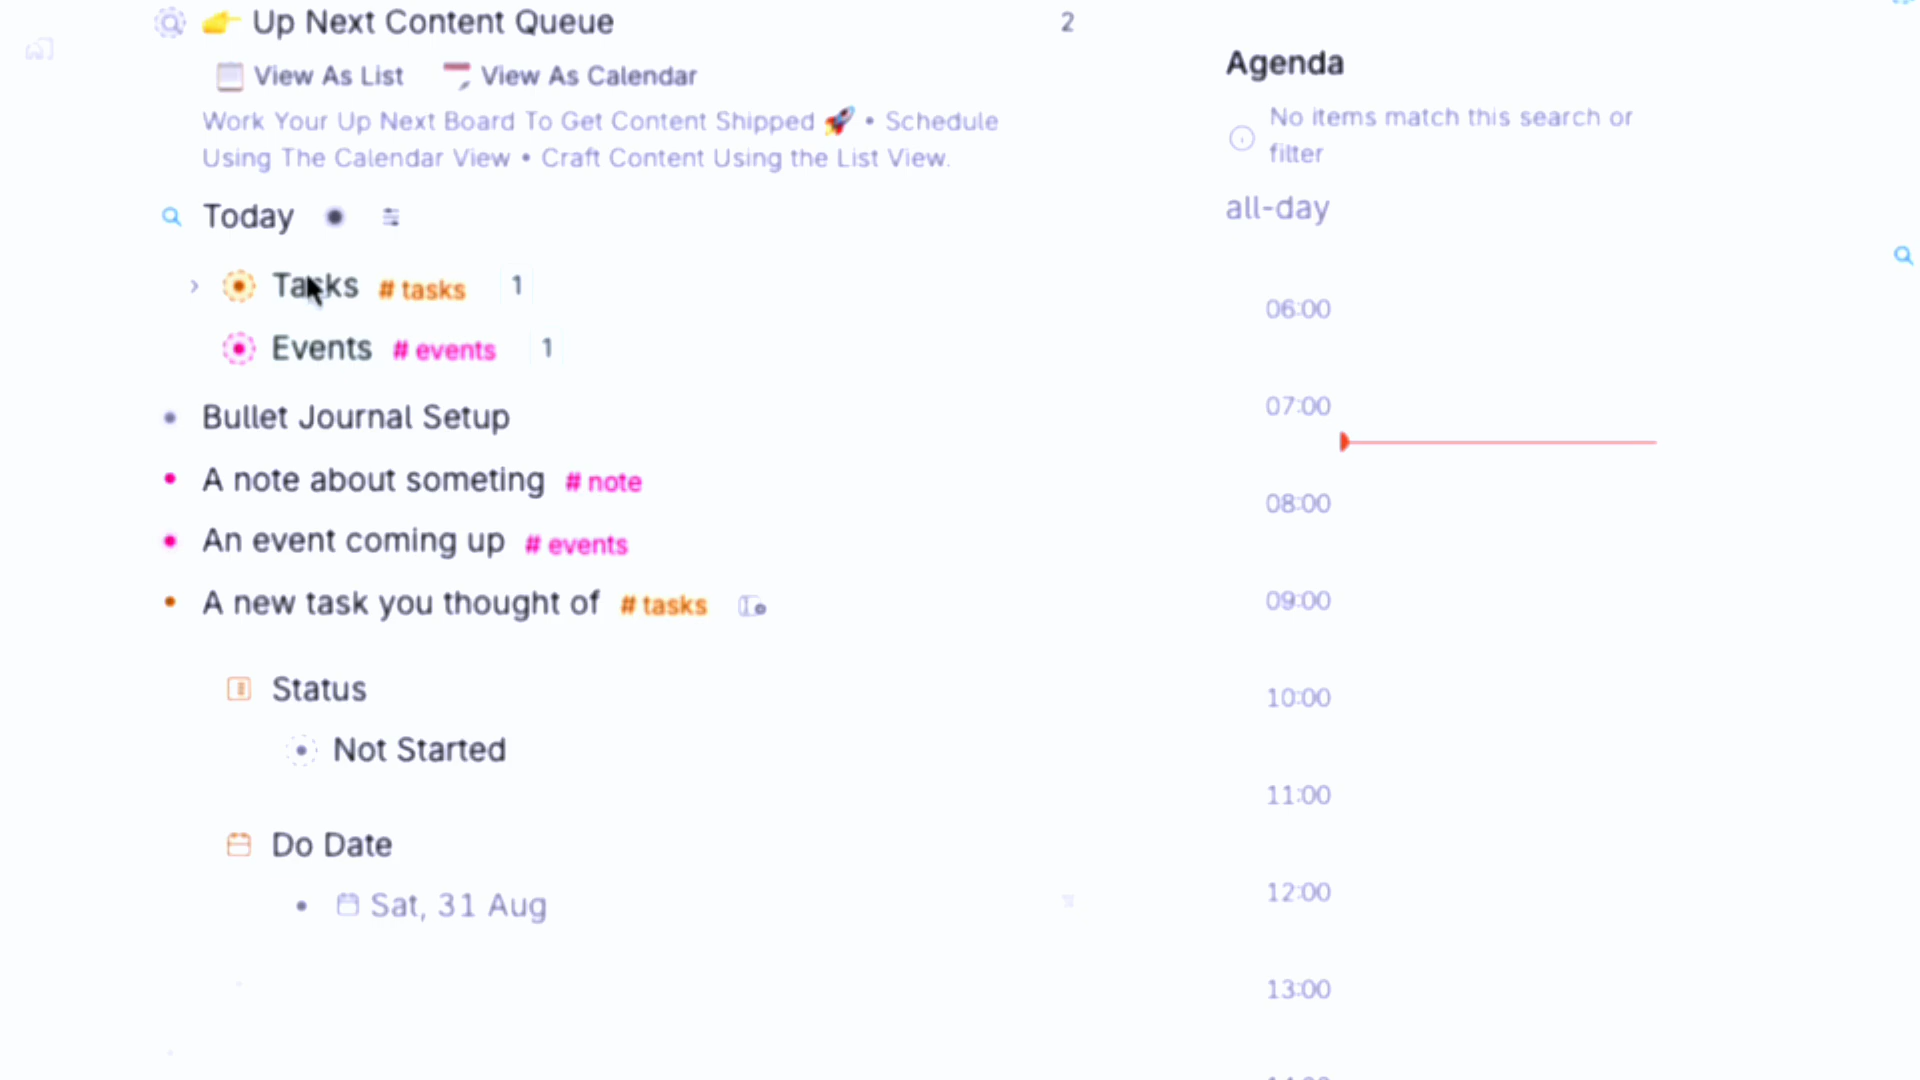 👉 Up Next Content Queue 2
View As List View As Calendar
Work Your Up Next Board To Get Content Shipped 🚀 • Schedule
Using The Calendar View • Craft Content Using the List View.
Today
Tasks # tasks 1
Events # events 1
Bullet Journal Setup
A note about someting # note
An event coming up # events
A new task you thought of # tasks
Status
Not Started
Do Date
Sat, 31 Aug
Agenda
No items match this search or
filter
all-day
06:00
07:00
08:00
09:00
10:00
11:00
12:00
13:00